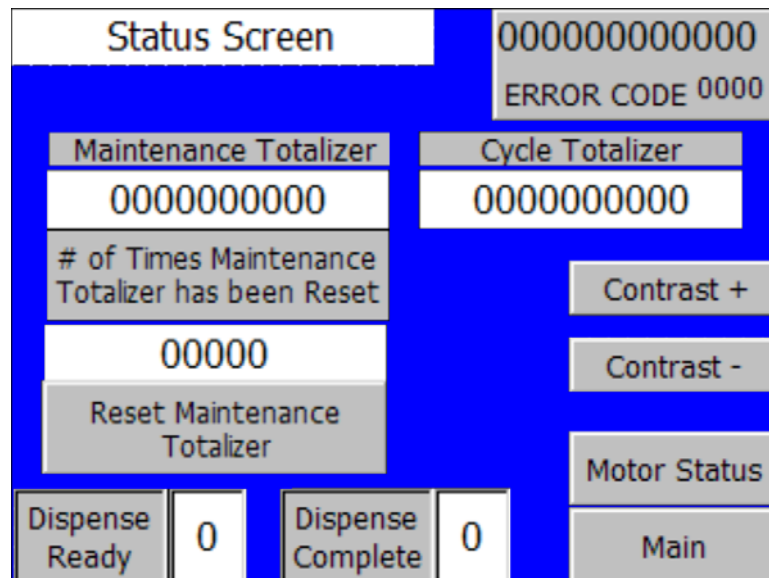 Status Screen
000000000000
ERROR CODE 0000
Maintenance Totalizer
Cycle Totalizer
0000000000
0000000000
# of Times Maintenance
Totalizer has been Reset
Contrast +
00000
Contrast -
Reset Maintenance
Totalizer
Motor Status
Dispense
Ready
0
Dispense
Complete
0
Main